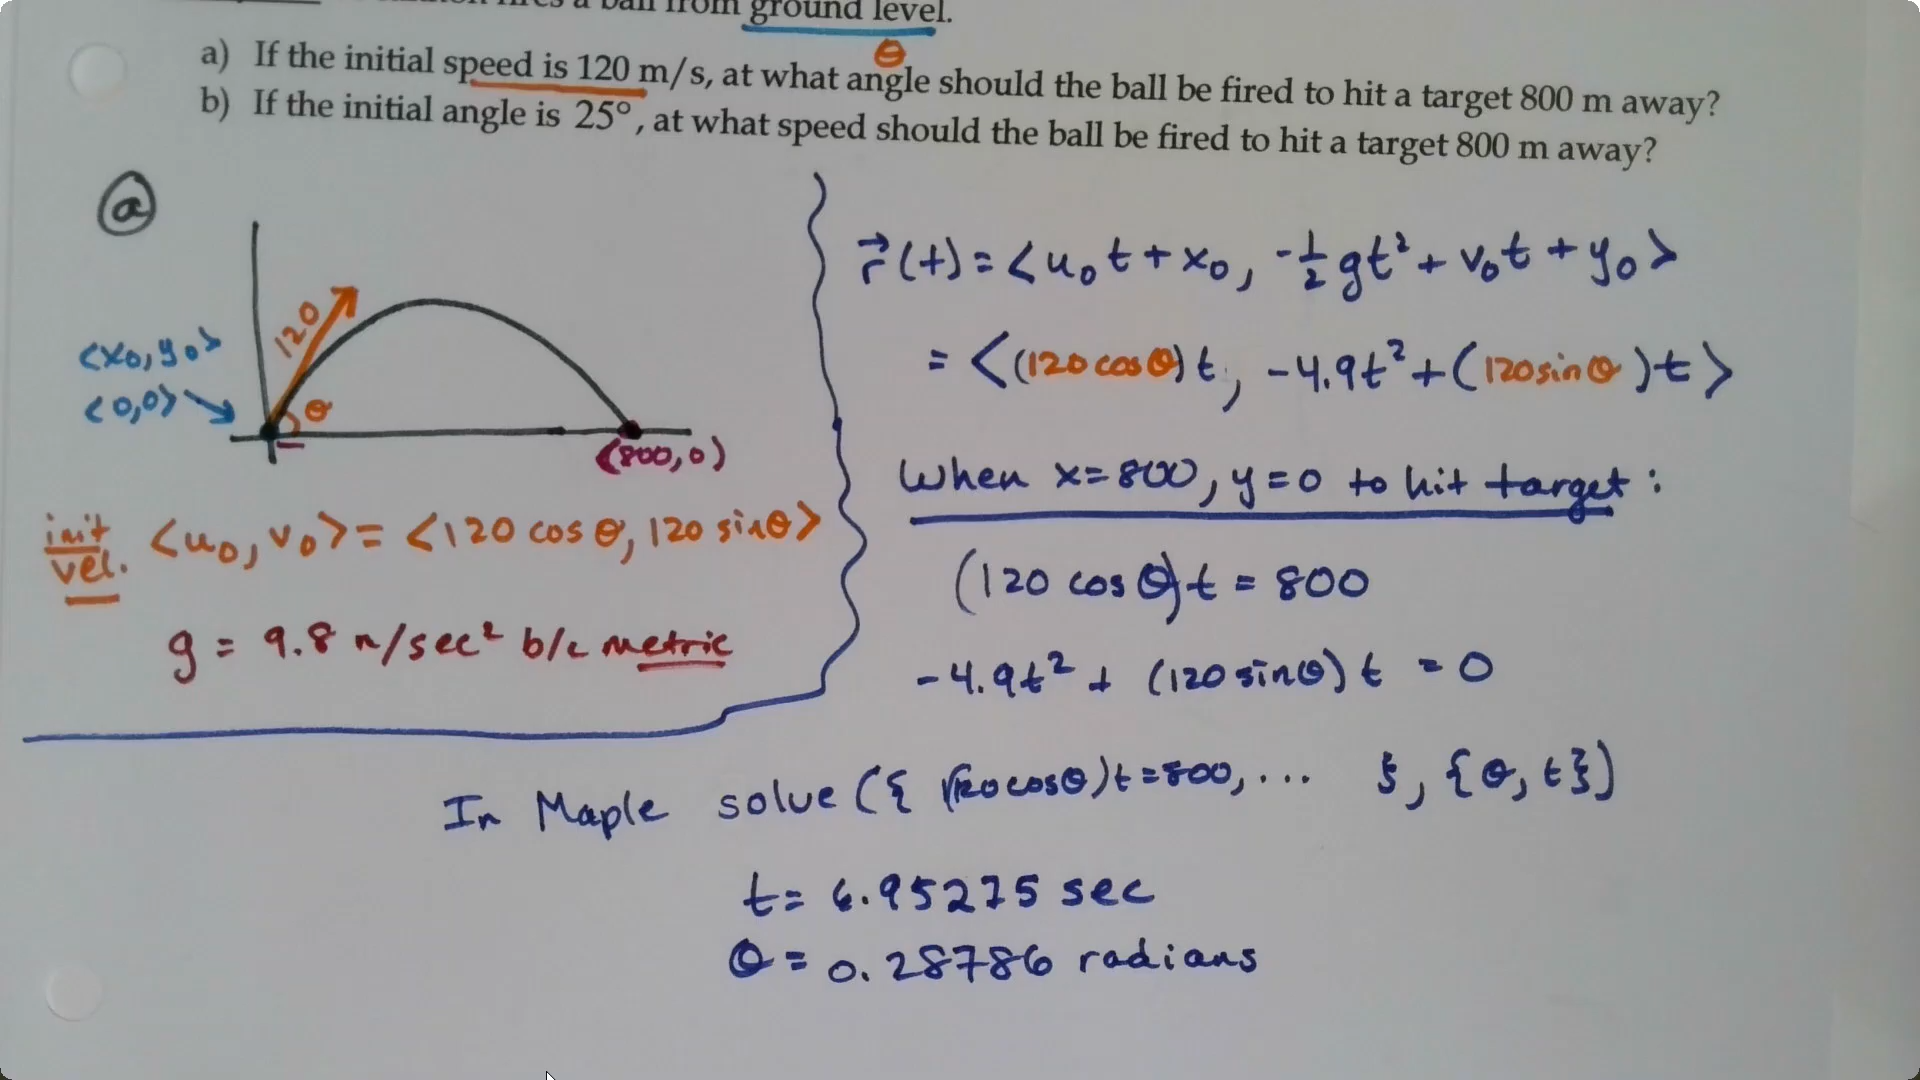 a ball from ground level.
θ
a) If the initial speed is 120 m/s, at what angle should the ball be fired to hit a target 800 m away?
b) If the initial angle is 25°, at what speed should the ball be fired to hit a target 800 m away?
a
120
<x₀, y₀>
<0,0>
θ
(800,0)
init vel. <u₀, v₀> = <120 cos θ, 120 sin θ>
g = 9.8 m/sec² b/c metric
r⃗(t) = <u₀t + x₀, -½gt² + v₀t + y₀>
= <(120 cos θ)t, -4.9t² + (120 sin θ)t>
When x=800, y=0 to hit target:
(120 cos θ)t = 800
-4.9t² + (120 sin θ)t = 0
In Maple solve({(120 cos θ)t=800, ... }, {θ, t})
t = 6.95275 sec
θ = 0.28786 radians